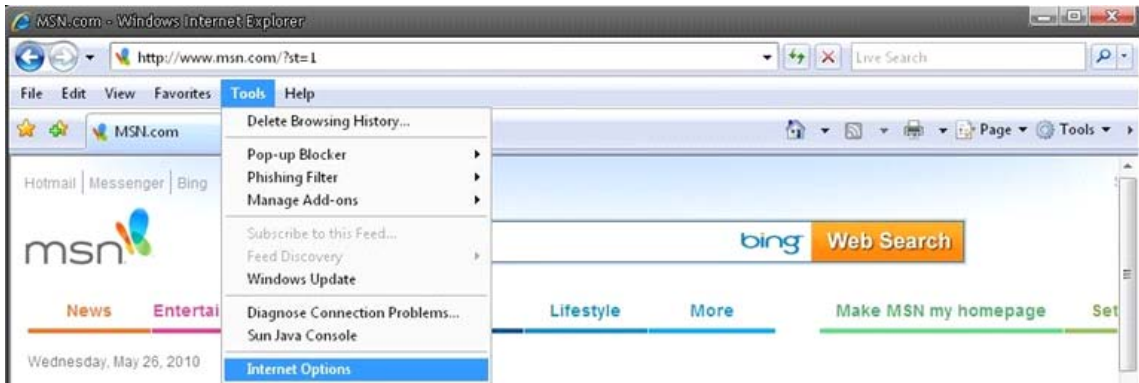 MSN.com - Windows Internet Explorer
http://www.msn.com/?st=1
Live Search
File Edit View Favorites Tools Help
MSN.com
Page Tools
Delete Browsing History...
Pop-up Blocker
Phishing Filter
Manage Add-ons
Subscribe to this Feed...
Feed Discovery
Windows Update
Diagnose Connection Problems...
Sun Java Console
Internet Options
Hotmail | Messenger | Bing
msn
bing Web Search
News Entertai Lifestyle More Make MSN my homepage Set
Wednesday, May 26, 2010